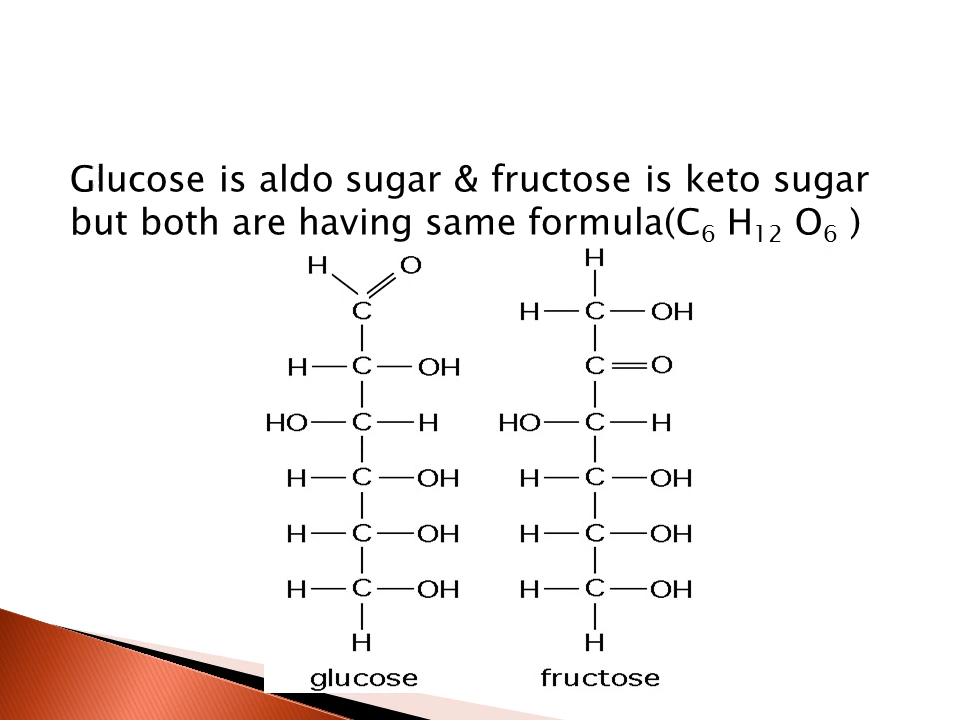 Glucose is aldo sugar & fructose is keto sugar
but both are having same formula(C₆ H₁₂ O₆ )
H O H
C H C OH
H C OH C O
HO C H HO C H
H C OH H C OH
H C OH H C OH
H C OH H C OH
H H
glucose fructose